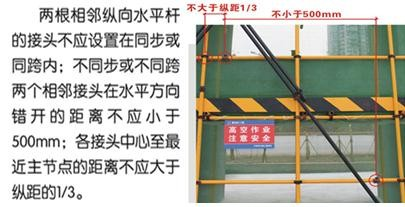 两根相邻纵向水平杆
的接头不应设置在同步或
同跨内；不同步或不同跨
两个相邻接头在水平方向
错开的距离不应小于
500mm；各接头中心至最
近主节点的距离不应大于
纵距的1/3。
不大于纵距1/3
不小于500mm
高空作业
注意安全